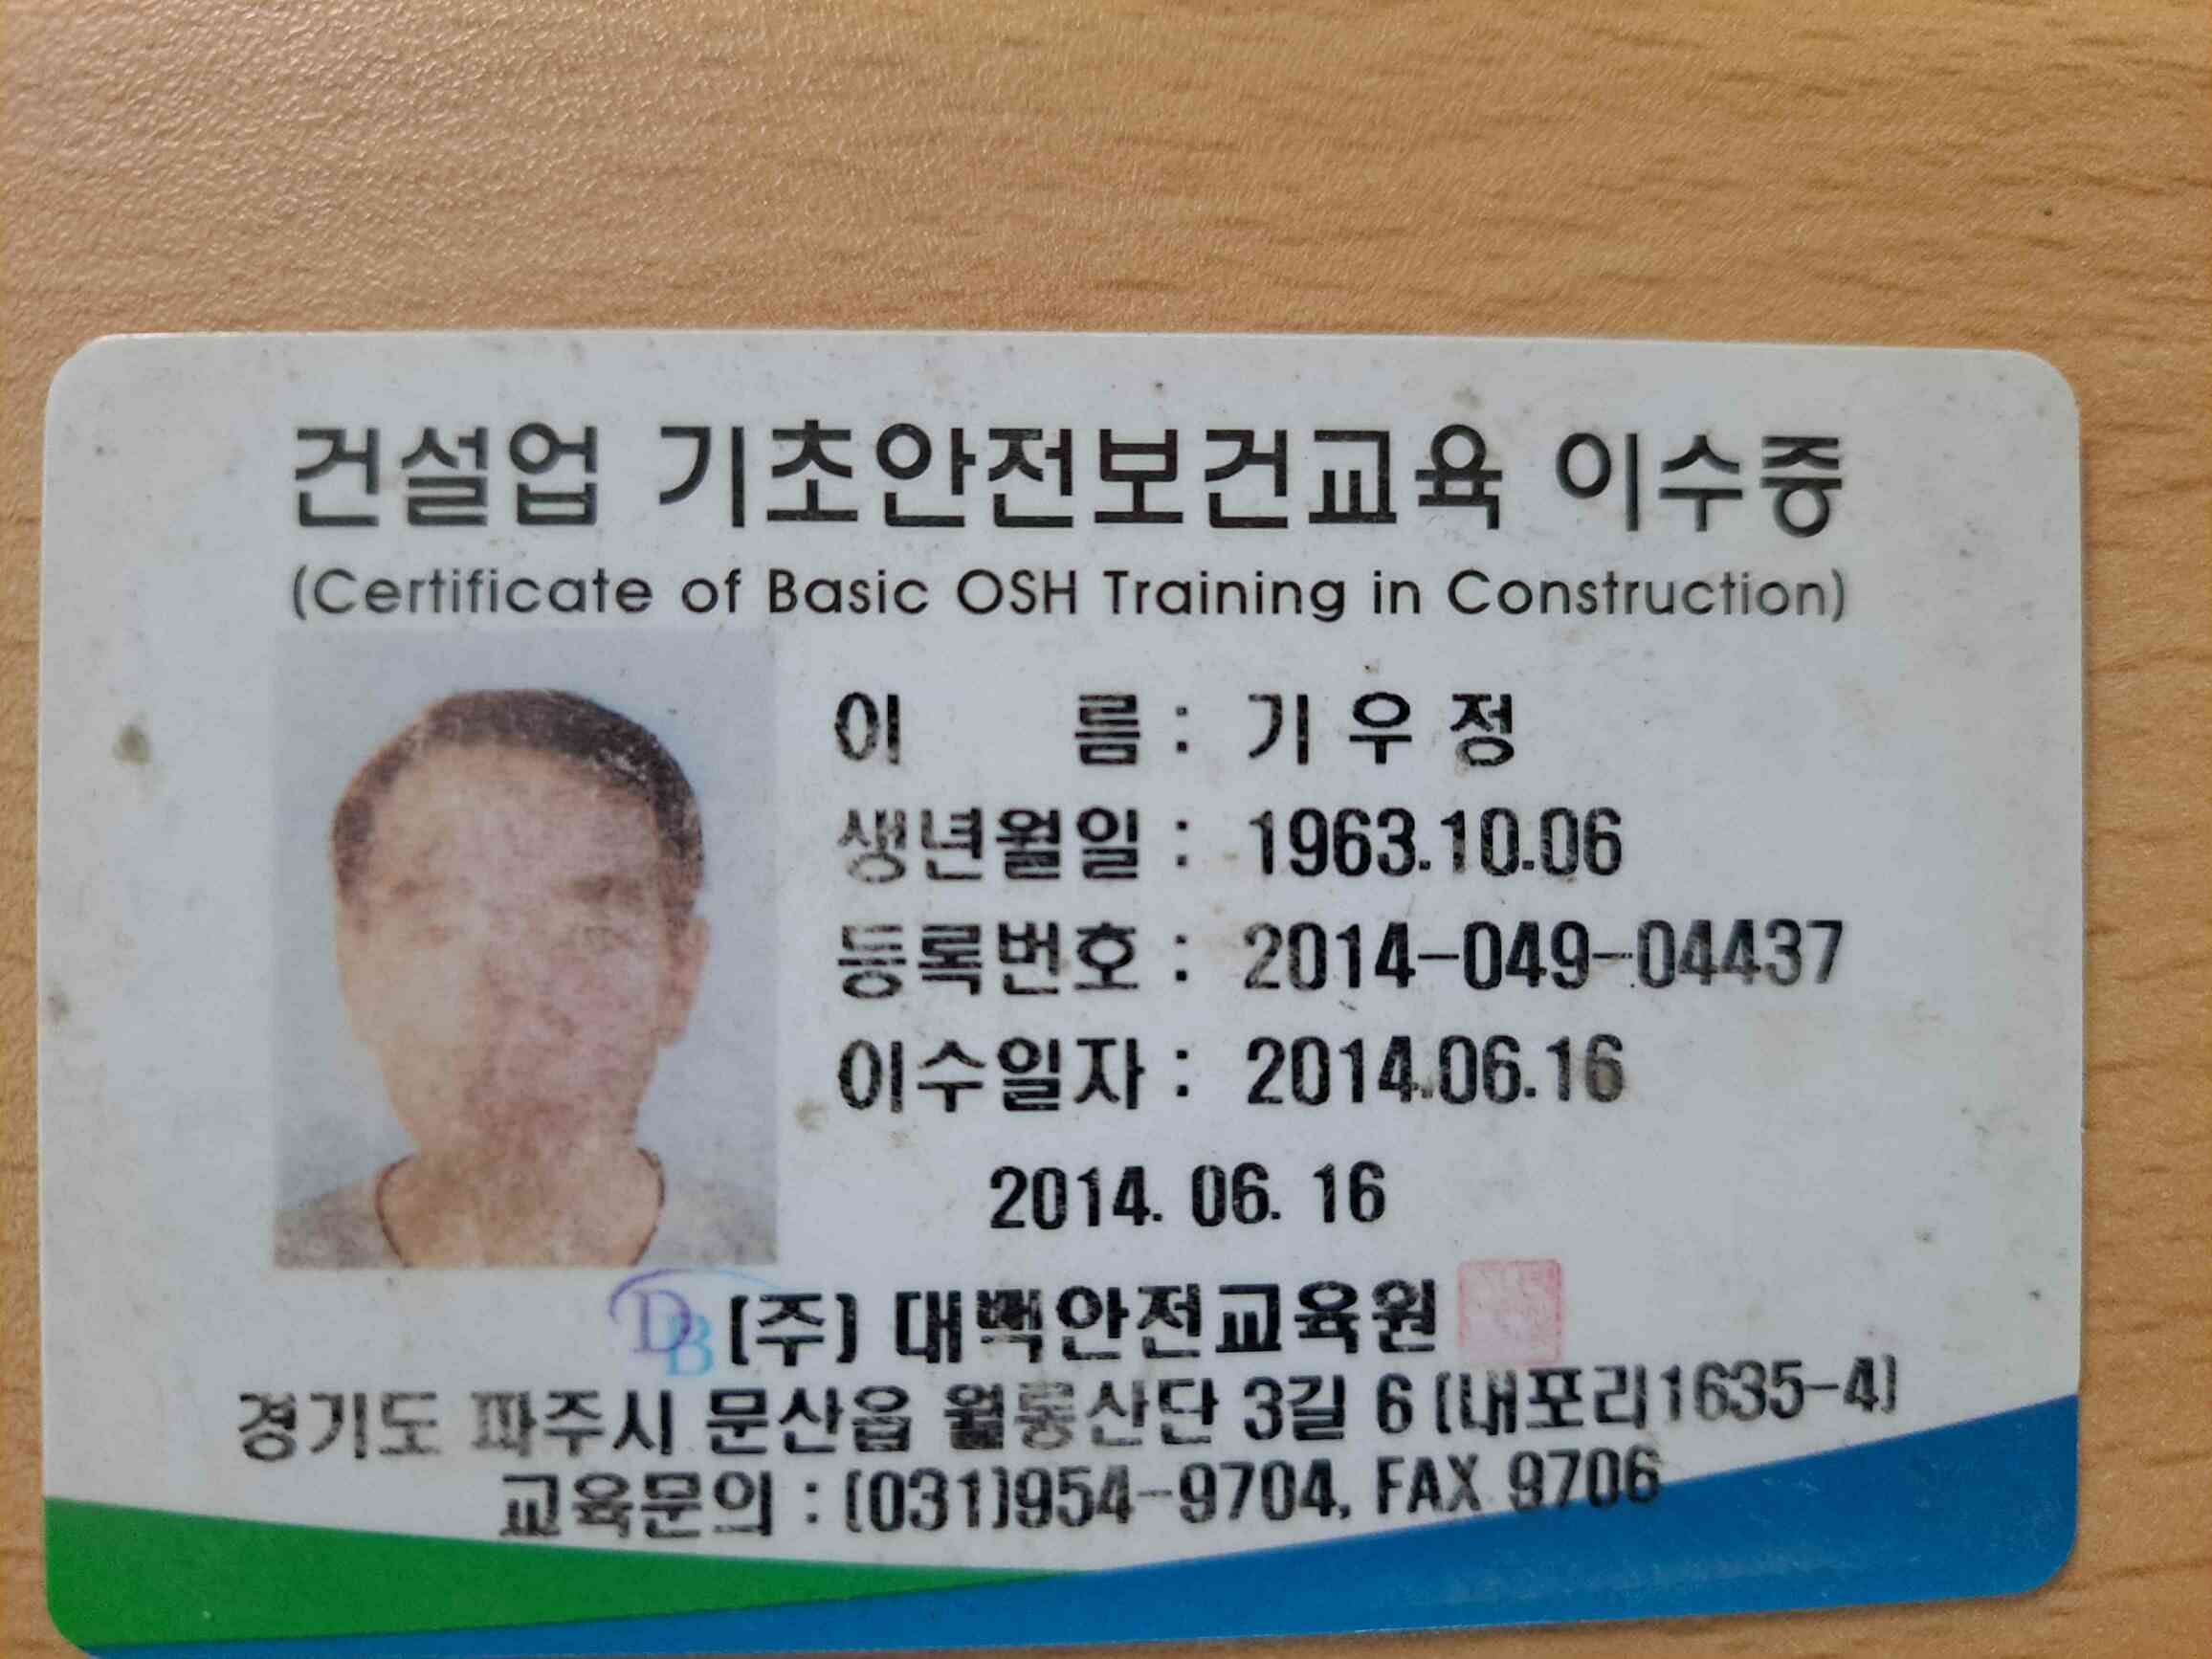 건설업 기초안전보건교육 이수증
(Certificate of Basic OSH Training in Construction)
이 름 : 기 우 정
생년월일 : 1963.10.06
등록번호 : 2014-049-04437
이수일자 : 2014.06.16
2014. 06. 16
DB (주) 대백안전교육원
경기도 파주시 문산읍 월롱산단 3길 6 (내포리1635-4)
교육문의 : (031)954-9704, FAX 9706